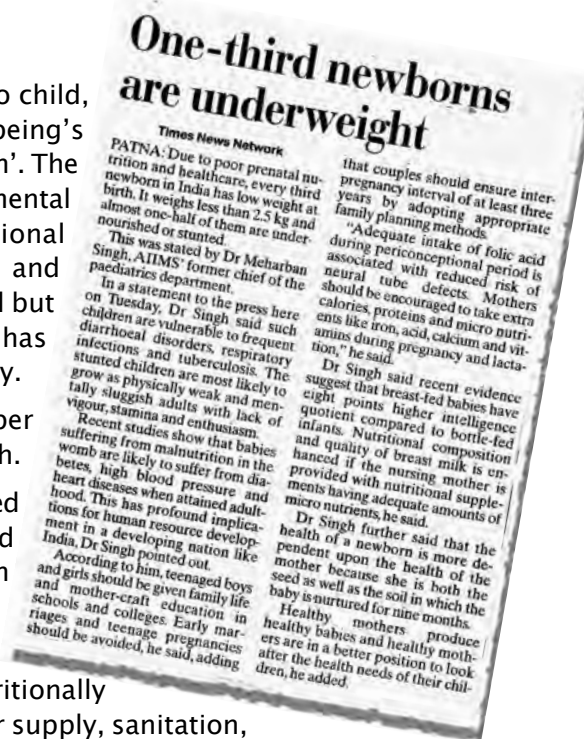 o child,
being's
n'. The
mental
ional
and
l but
has
y.
per
h.
ed
d
n
ritionally
r supply, sanitation,
One-third newborns
are underweight
Times News Network
PATNA: Due to poor prenatal nu-
trition and healthcare, every third
newborn in India has low weight at
birth. It weighs less than 2.5 kg and
almost one-half of them are under-
nourished or stunted.
This was stated by Dr Meharban
Singh, AIIMS' former chief of the
paediatrics department.
In a statement to the press here
on Tuesday, Dr Singh said such
children are vulnerable to frequent
diarrhoeal disorders, respiratory
infections and tuberculosis. The
stunted children are most likely to
grow as physically weak and men-
tally sluggish adults with lack of
vigour, stamina and enthusiasm.
Recent studies show that babies
suffering from malnutrition in the
womb are likely to suffer from dia-
betes, high blood pressure and
heart diseases when attained adult-
hood. This has profound implica-
tions for human resource develop-
ment in a developing nation like
India, Dr Singh pointed out.
According to him, teenaged boys
and girls should be given family life
and mother-craft education in
schools and colleges. Early mar-
riages and teenage pregnancies
should be avoided, he said, adding
that couples should ensure inter-
pregnancy interval of at least three
years by adopting appropriate
family planning methods.
"Adequate intake of folic acid
during periconceptional period is
associated with reduced risk of
neural tube defects. Mothers
should be encouraged to take extra
calories, proteins and micro nutri-
ents like iron, acid, calcium and vit-
amins during pregnancy and lacta-
tion," he said.
Dr Singh said recent evidence
suggest that breast-fed babies have
eight points higher intelligence
quotient compared to bottle-fed
infants. Nutritional composition
and quality of breast milk is en-
hanced if the nursing mother is
provided with nutritional supple-
ments having adequate amounts of
micro nutrients, he said.
Dr Singh further said that the
health of a newborn is more de-
pendent upon the health of the
mother because she is both the
seed as well as the soil in which the
baby is nurtured for nine months.
Healthy mothers produce
healthy babies and healthy moth-
ers are in a better position to look
after the health needs of their chil-
dren, he added.